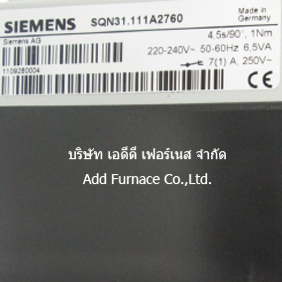 SIEMENS SQN31.111A2760 Made in Germany
Siemens AG 4,5s/90°, 1Nm
220-240V~ 50-60Hz 6,5VA
1109280004 7(1) A, 250V~ CE
บริษัท เอดีดี เฟอร์เนส จำกัด
Add Furnace Co.,Ltd.